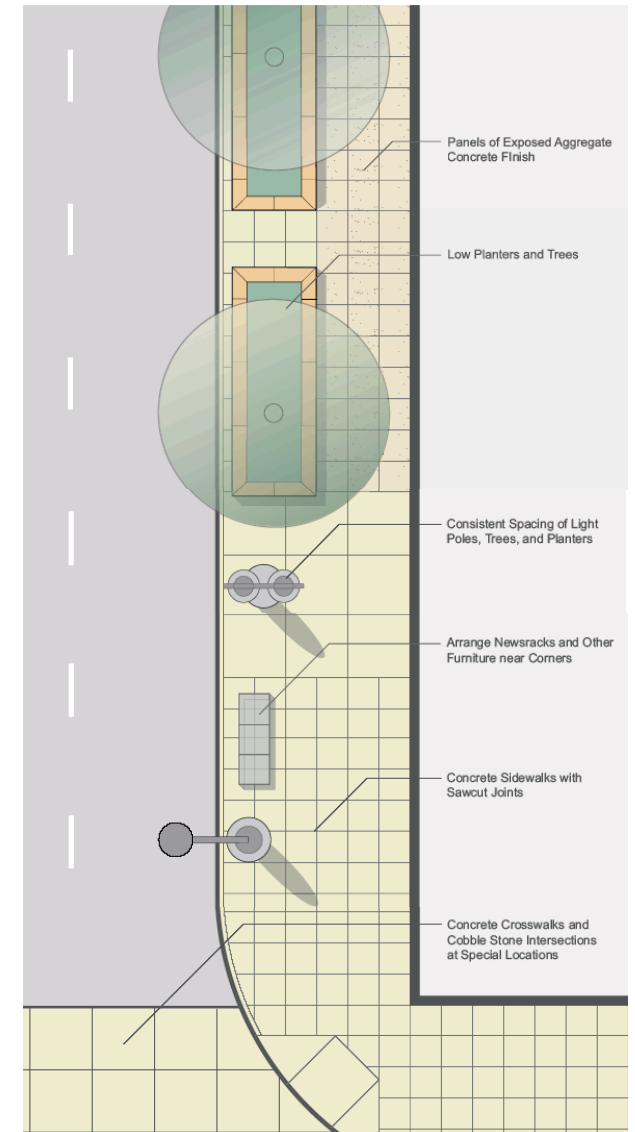 Panels of Exposed Aggregate
Concrete FInish
Low Planters and Trees
Consistent Spacing of Light
Poles, Trees, and Planters
Arrange Newsracks and Other
Furniture near Corners
Concrete Sidewalks with
Sawcut Joints
Concrete Crosswalks and
Cobble Stone Intersections
at Special Locations